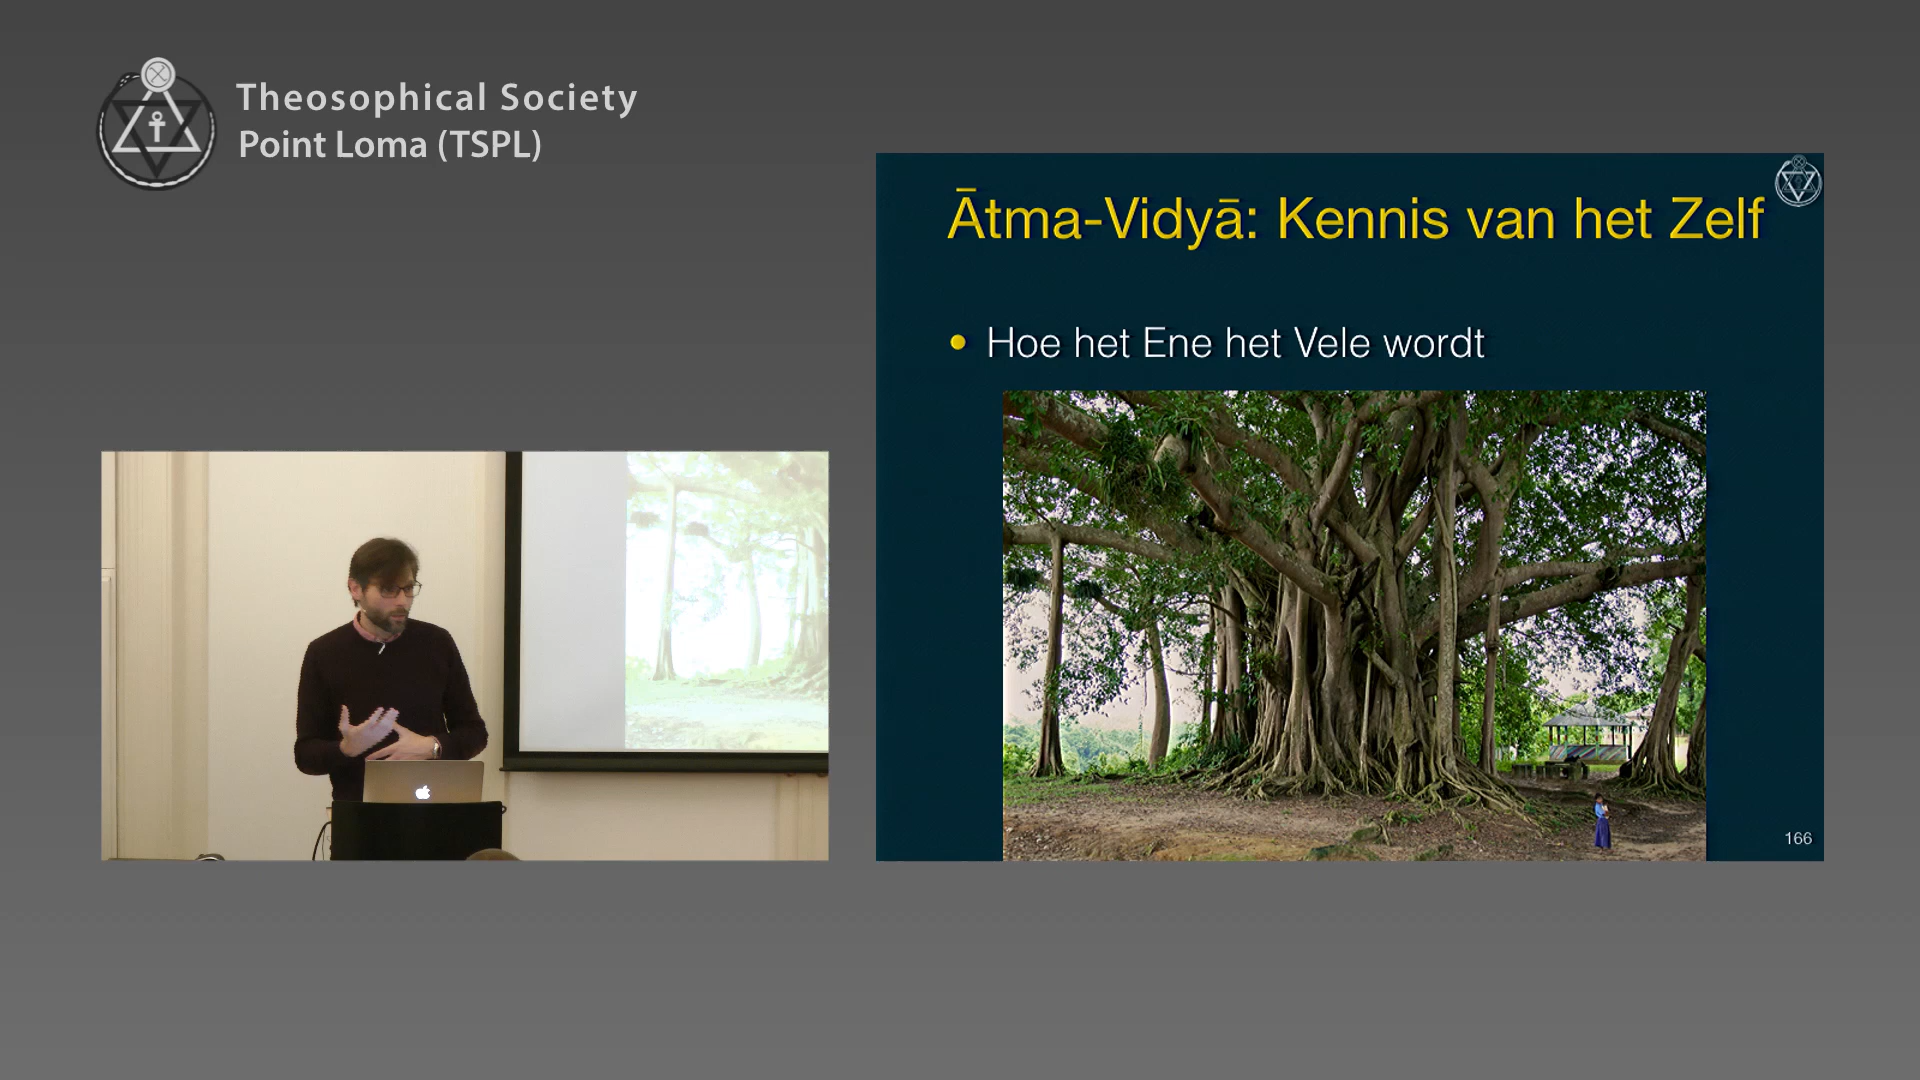 Theosophical Society
Point Loma (TSPL)
Ātma-Vidyā: Kennis van het Zelf
Hoe het Ene het Vele wordt
166